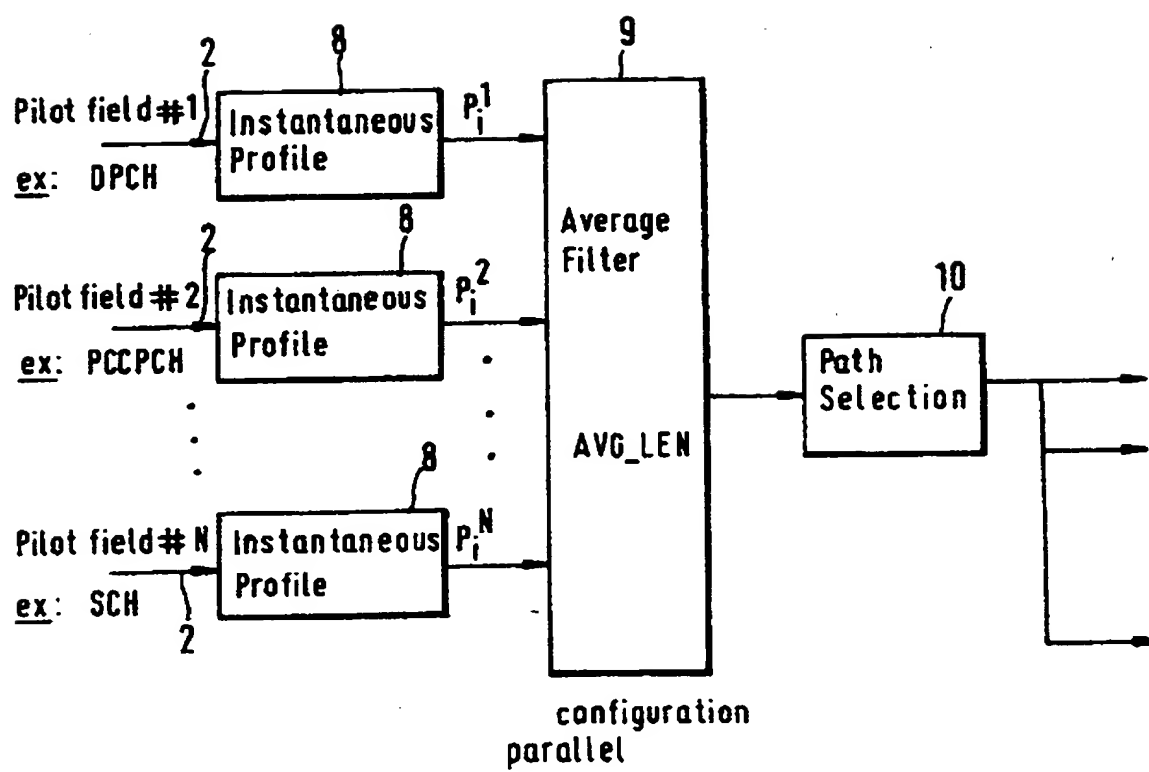 8
9
2
Pilot field #1
Instantaneous
Profile
P_i^1
ex: DPCH
Average
Filter
8
2
Pilot field #2
Instantaneous
Profile
P_i^2
ex: PCCPCH
10
Path
Selection
AVG_LEN
8
Pilot field # N
Instantaneous
Profile
P_i^N
ex: SCH
2
configuration
parallel